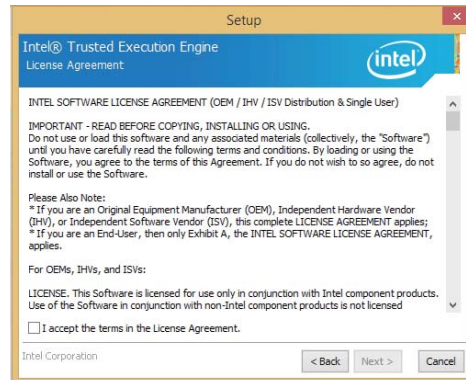 Setup
Intel® Trusted Execution Engine
License Agreement
intel
INTEL SOFTWARE LICENSE AGREEMENT (OEM / IHV / ISV Distribution & Single User)
IMPORTANT - READ BEFORE COPYING, INSTALLING OR USING.
Do not use or load this software and any associated materials (collectively, the "Software")
until you have carefully read the following terms and conditions. By loading or using the
Software, you agree to the terms of this Agreement. If you do not wish to so agree, do not
install or use the Software.
Please Also Note:
* If you are an Original Equipment Manufacturer (OEM), Independent Hardware Vendor
(IHV), or Independent Software Vendor (ISV), this complete LICENSE AGREEMENT applies;
* If you are an End-User, then only Exhibit A, the INTEL SOFTWARE LICENSE AGREEMENT,
applies.
For OEMs, IHVs, and ISVs:
LICENSE. This Software is licensed for use only in conjunction with Intel component products.
Use of the Software in conjunction with non-Intel component products is not licensed
I accept the terms in the License Agreement.
Intel Corporation
< Back
Next >
Cancel